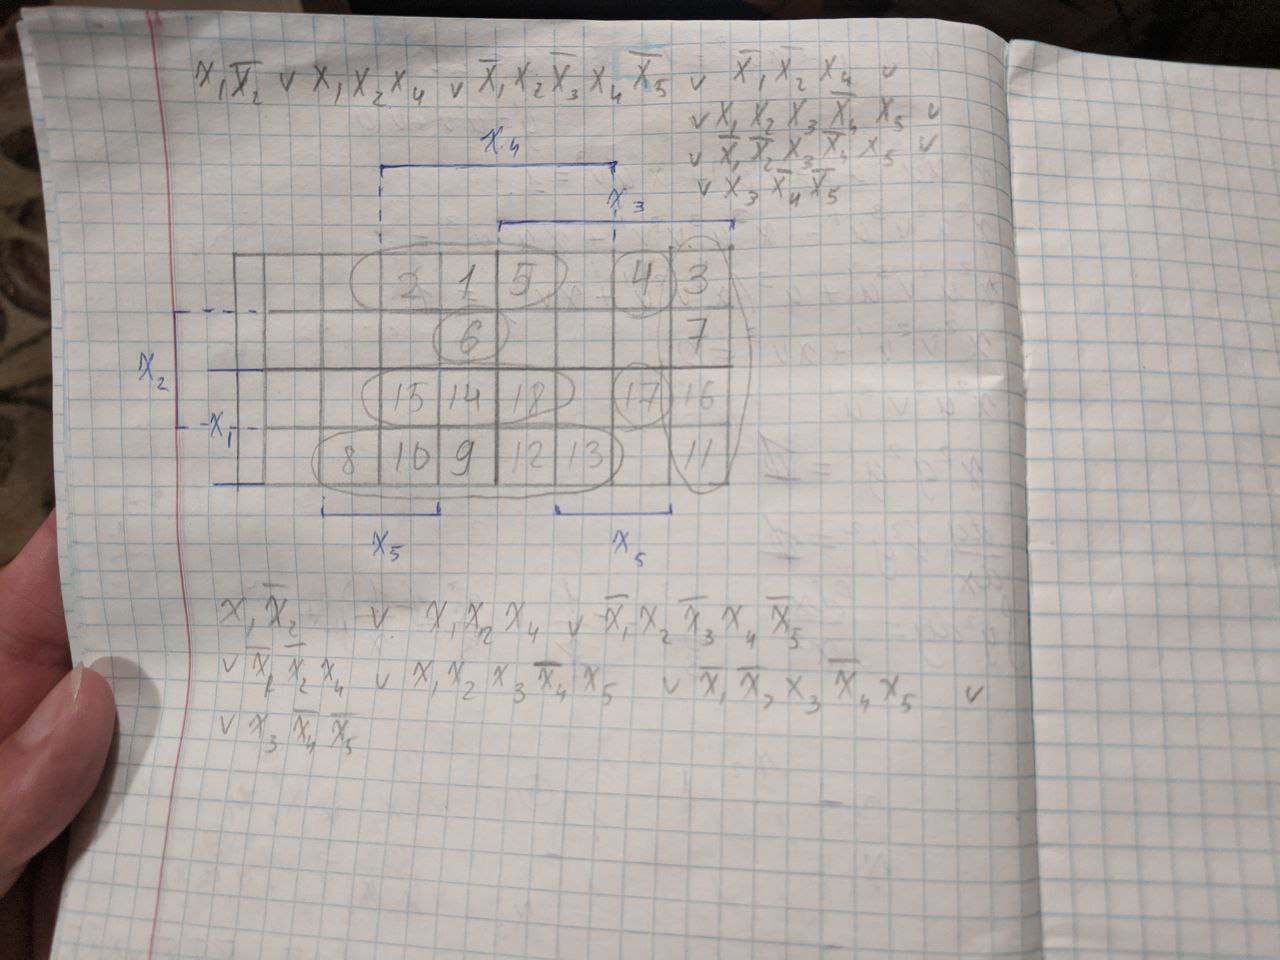 x₁x̅₂ ∨ x₁x₂x₄ ∨ x̅₁x₂x̅₃x₄x̅₅ ∨ x̅₁x̅₂x₄ ∨
∨ x₁x₂x₃x̅₄x₅ ∨
∨ x̅₁x̅₂x₃x̅₄x₅ ∨
∨ x₃x̅₄x̅₅
x₄
x₃
2 1 5 4 3
6 7
x₂
15 14 18 17 16
x₁
8 10 9 12 13 11
x₅ x₅
x₁x̅₂ ∨ x₁x₂x₄ ∨ x̅₁x₂x̅₃x₄x̅₅
∨ x̅₁x̅₂x₄ ∨ x₁x₂x₃x̅₄x₅ ∨ x̅₁x̅₂x₃x̅₄x₅ ∨
∨ x₃x̅₄x̅₅